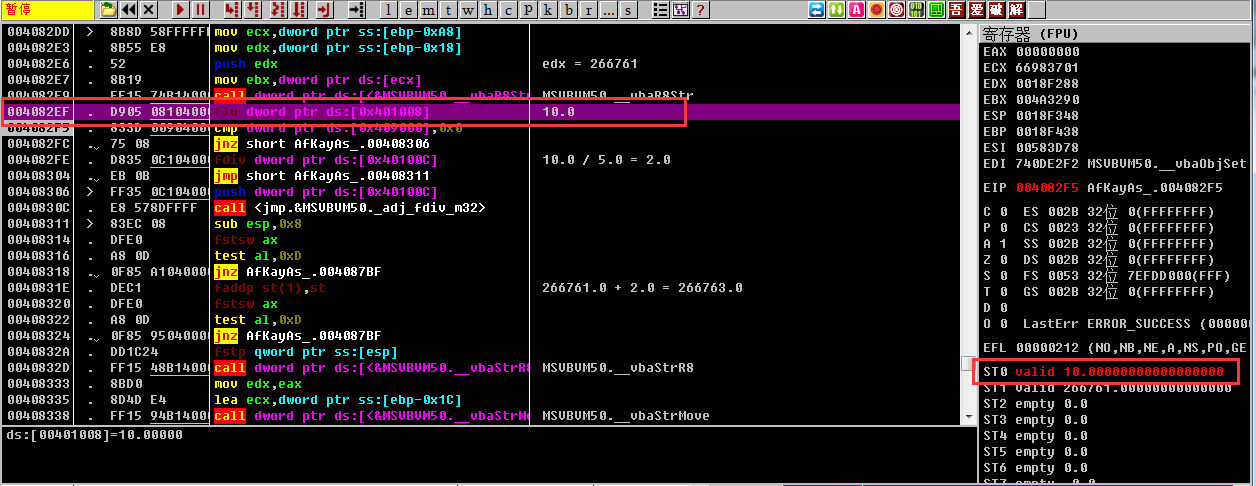 暂停 l e m t w h c p k b r ... s ?
吾 爱 破 解
004082DD > 8B8D 58FFFFFF mov ecx,dword ptr ss:[ebp-0xA8]
004082E3 . 8B55 E8 mov edx,dword ptr ss:[ebp-0x18]
004082E6 . 52 push edx edx = 266761
004082E7 . 8B19 mov ebx,dword ptr ds:[ecx]
004082E9 . FF15 74B14000 call dword ptr ds:[<&MSVBVM50.__vbaR8Str MSVBVM50.__vbaR8Str
004082EF . D905 08104000 fld dword ptr ds:[0x401008] 10.0
004082F5 . 833D 00904000 cmp dword ptr ds:[0x409000],0x0
004082FC .⌄ 75 08 jnz short AfKayAs_.00408306
004082FE . D835 0C104000 fdiv dword ptr ds:[0x40100C] 10.0 / 5.0 = 2.0
00408304 .⌄ EB 0B jmp short AfKayAs_.00408311
00408306 > FF35 0C104000 push dword ptr ds:[0x40100C]
0040830C . E8 578DFFFF call <jmp.&MSVBVM50._adj_fdiv_m32>
00408311 > 83EC 08 sub esp,0x8
00408314 . DFE0 fstsw ax
00408316 . A8 0D test al,0xD
00408318 .⌄ 0F85 A1040000 jnz AfKayAs_.004087BF
0040831E . DEC1 faddp st(1),st 266761.0 + 2.0 = 266763.0
00408320 . DFE0 fstsw ax
00408322 . A8 0D test al,0xD
00408324 .⌄ 0F85 95040000 jnz AfKayAs_.004087BF
0040832A . DD1C24 fstp qword ptr ss:[esp]
0040832D . FF15 48B14000 call dword ptr ds:[<&MSVBVM50.__vbaStrR8 MSVBVM50.__vbaStrR8
00408333 . 8BD0 mov edx,eax
00408335 . 8D4D E4 lea ecx,dword ptr ss:[ebp-0x1C]
00408338 . FF15 94B14000 call dword ptr ds:[<&MSVBVM50.__vbaStrMo MSVBVM50.__vbaStrMove
ds:[00401008]=10.00000
寄存器 (FPU)
EAX 00000000
ECX 66983701
EDX 0018F288
EBX 004A3290
ESP 0018F348
EBP 0018F438
ESI 00583D78
EDI 740DE2F2 MSVBVM50.__vbaObjSet
EIP 004082F5 AfKayAs_.004082F5
C 0 ES 002B 32位 0(FFFFFFFF)
P 0 CS 0023 32位 0(FFFFFFFF)
A 1 SS 002B 32位 0(FFFFFFFF)
Z 0 DS 002B 32位 0(FFFFFFFF)
S 0 FS 0053 32位 7EFDD000(FFF)
T 0 GS 002B 32位 0(FFFFFFFF)
D 0
O 0 LastErr ERROR_SUCCESS (000000
EFL 00000212 (NO,NB,NE,A,NS,PO,GE
ST0 valid 10.000000000000000000
ST1 valid 266761.00000000000000
ST2 empty 0.0
ST3 empty 0.0
ST4 empty 0.0
ST5 empty 0.0
ST6 empty 0.0
ST7 empty 0.0